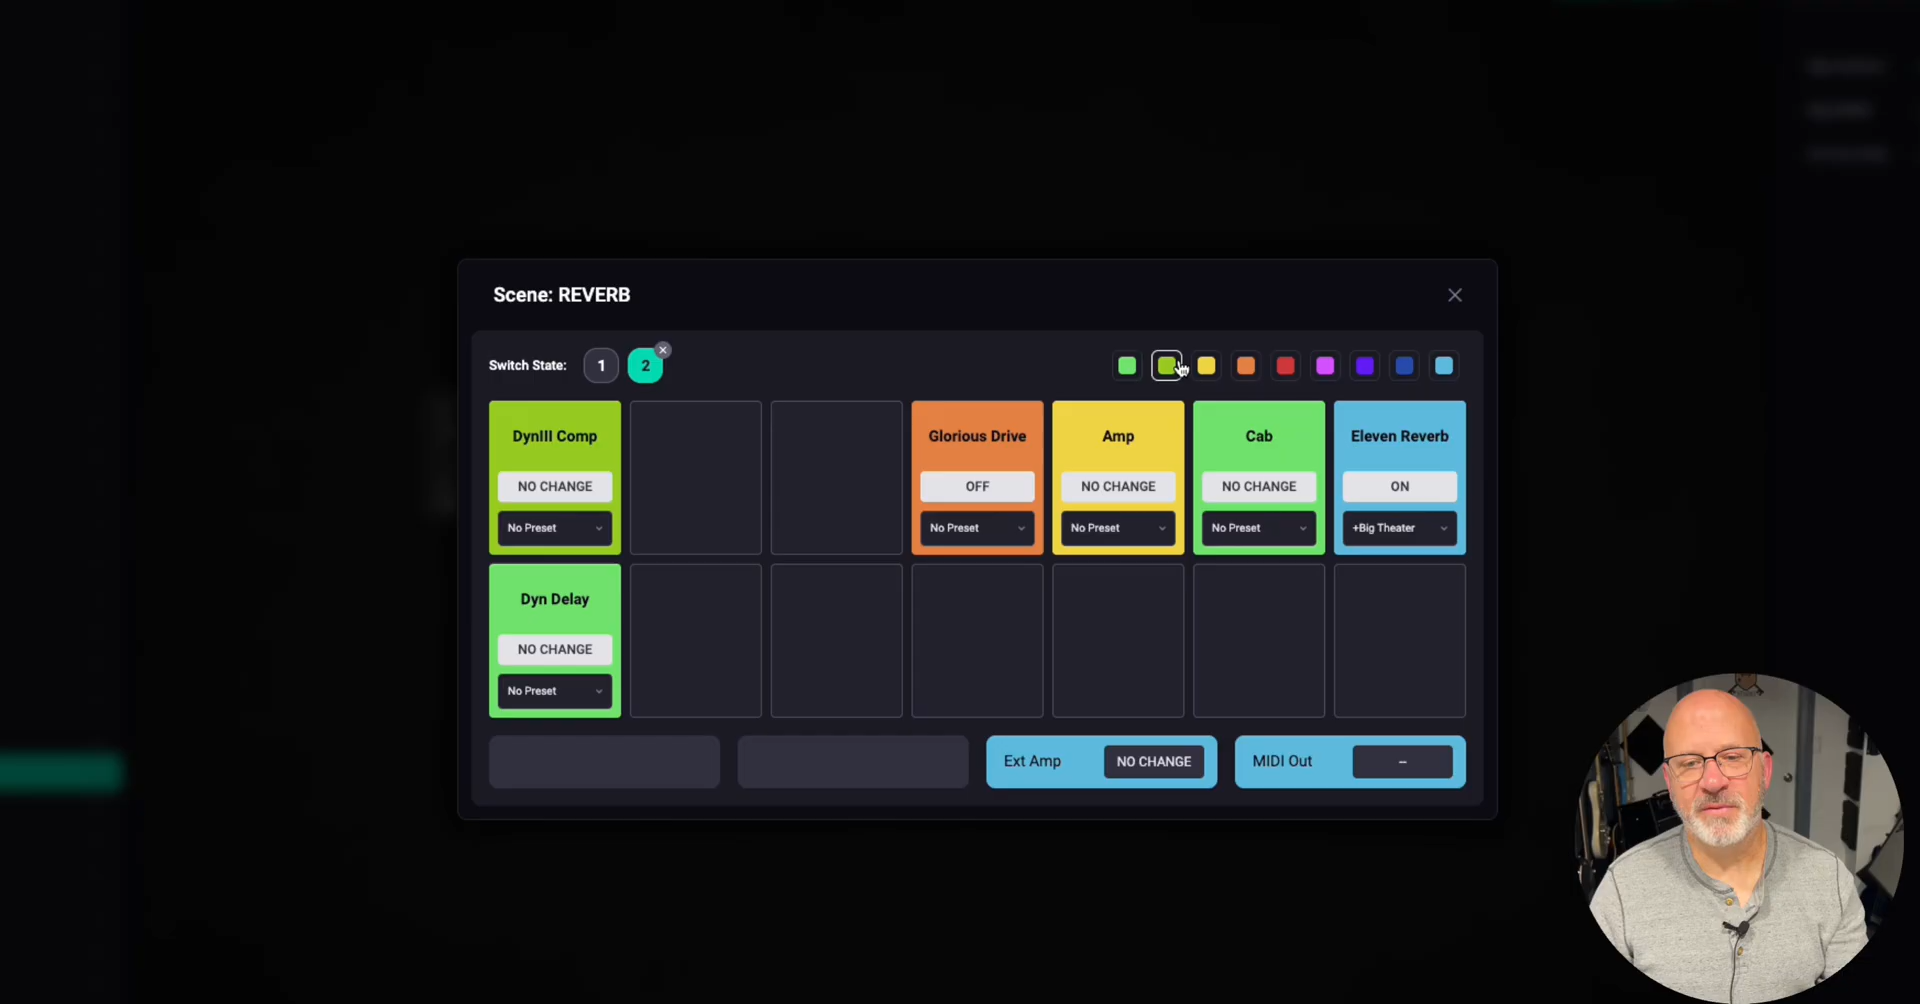 Scene: REVERB
Switch State: 1 2
DynIII Comp
NO CHANGE
No Preset
Glorious Drive
OFF
No Preset
Amp
NO CHANGE
No Preset
Cab
NO CHANGE
No Preset
Eleven Reverb
ON
+Big Theater
Dyn Delay
NO CHANGE
No Preset
Ext Amp NO CHANGE
MIDI Out –